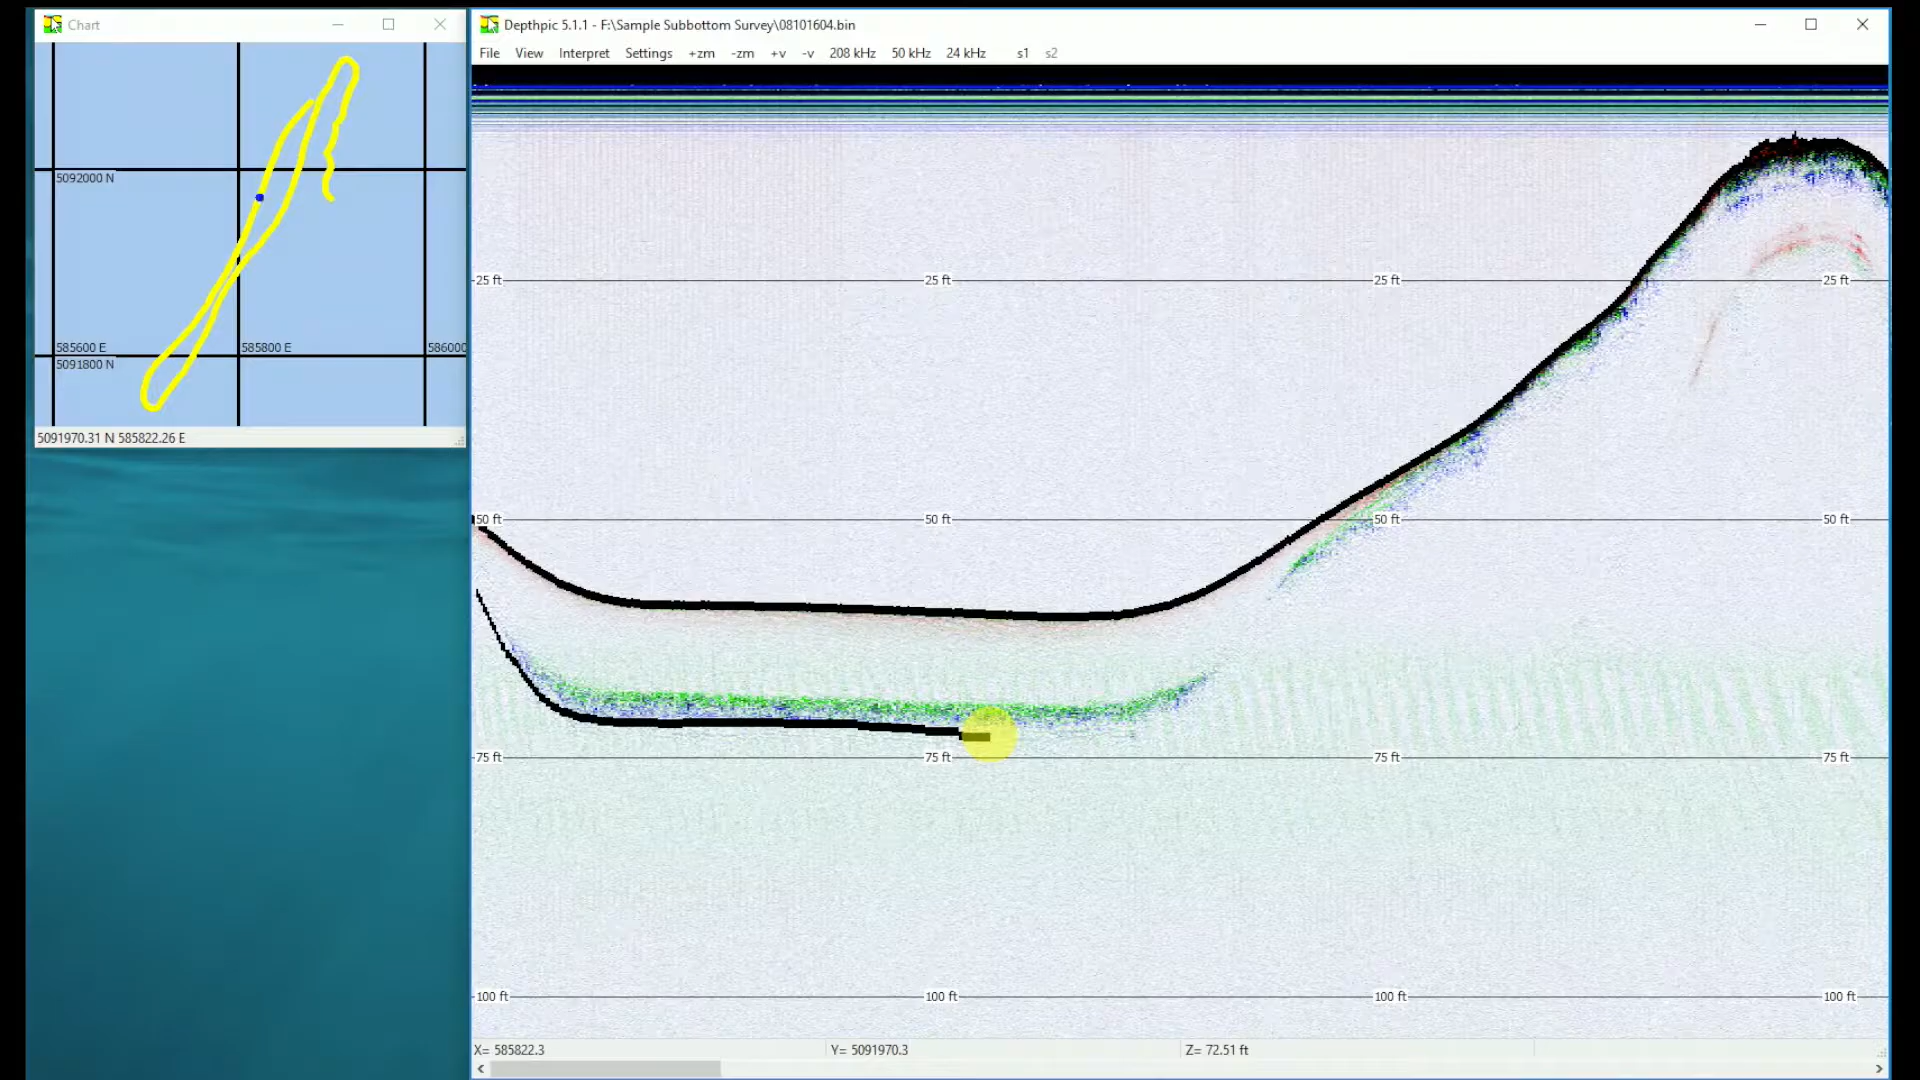 Chart
5092000 N
585600 E
585800 E
586000
5091800 N
5091970.31 N 585822.26 E
Depthpic 5.1.1 - F:\Sample Subbottom Survey\08101604.bin
File View Interpret Settings +zm -zm +v -v 208 kHz 50 kHz 24 kHz s1 s2
25 ft 25 ft 25 ft 25 ft
50 ft 50 ft 50 ft 50 ft
75 ft 75 ft 75 ft 75 ft
100 ft 100 ft 100 ft 100 ft
X= 585822.3 Y= 5091970.3 Z= 72.51 ft